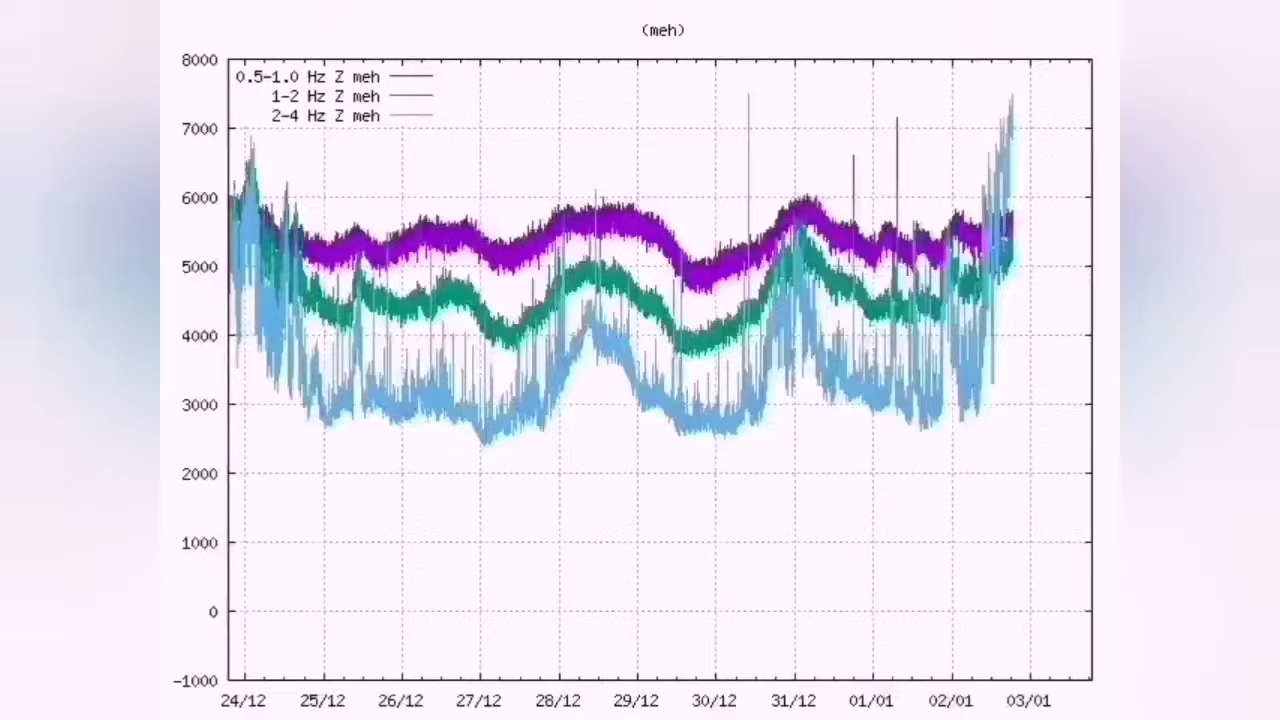 (meh)
8000
0.5-1.0 Hz Z meh
1-2 Hz Z meh
2-4 Hz Z meh
7000
6000
5000
4000
3000
2000
1000
0
-1000
24/12 25/12 26/12 27/12 28/12 29/12 30/12 31/12 01/01 02/01 03/01